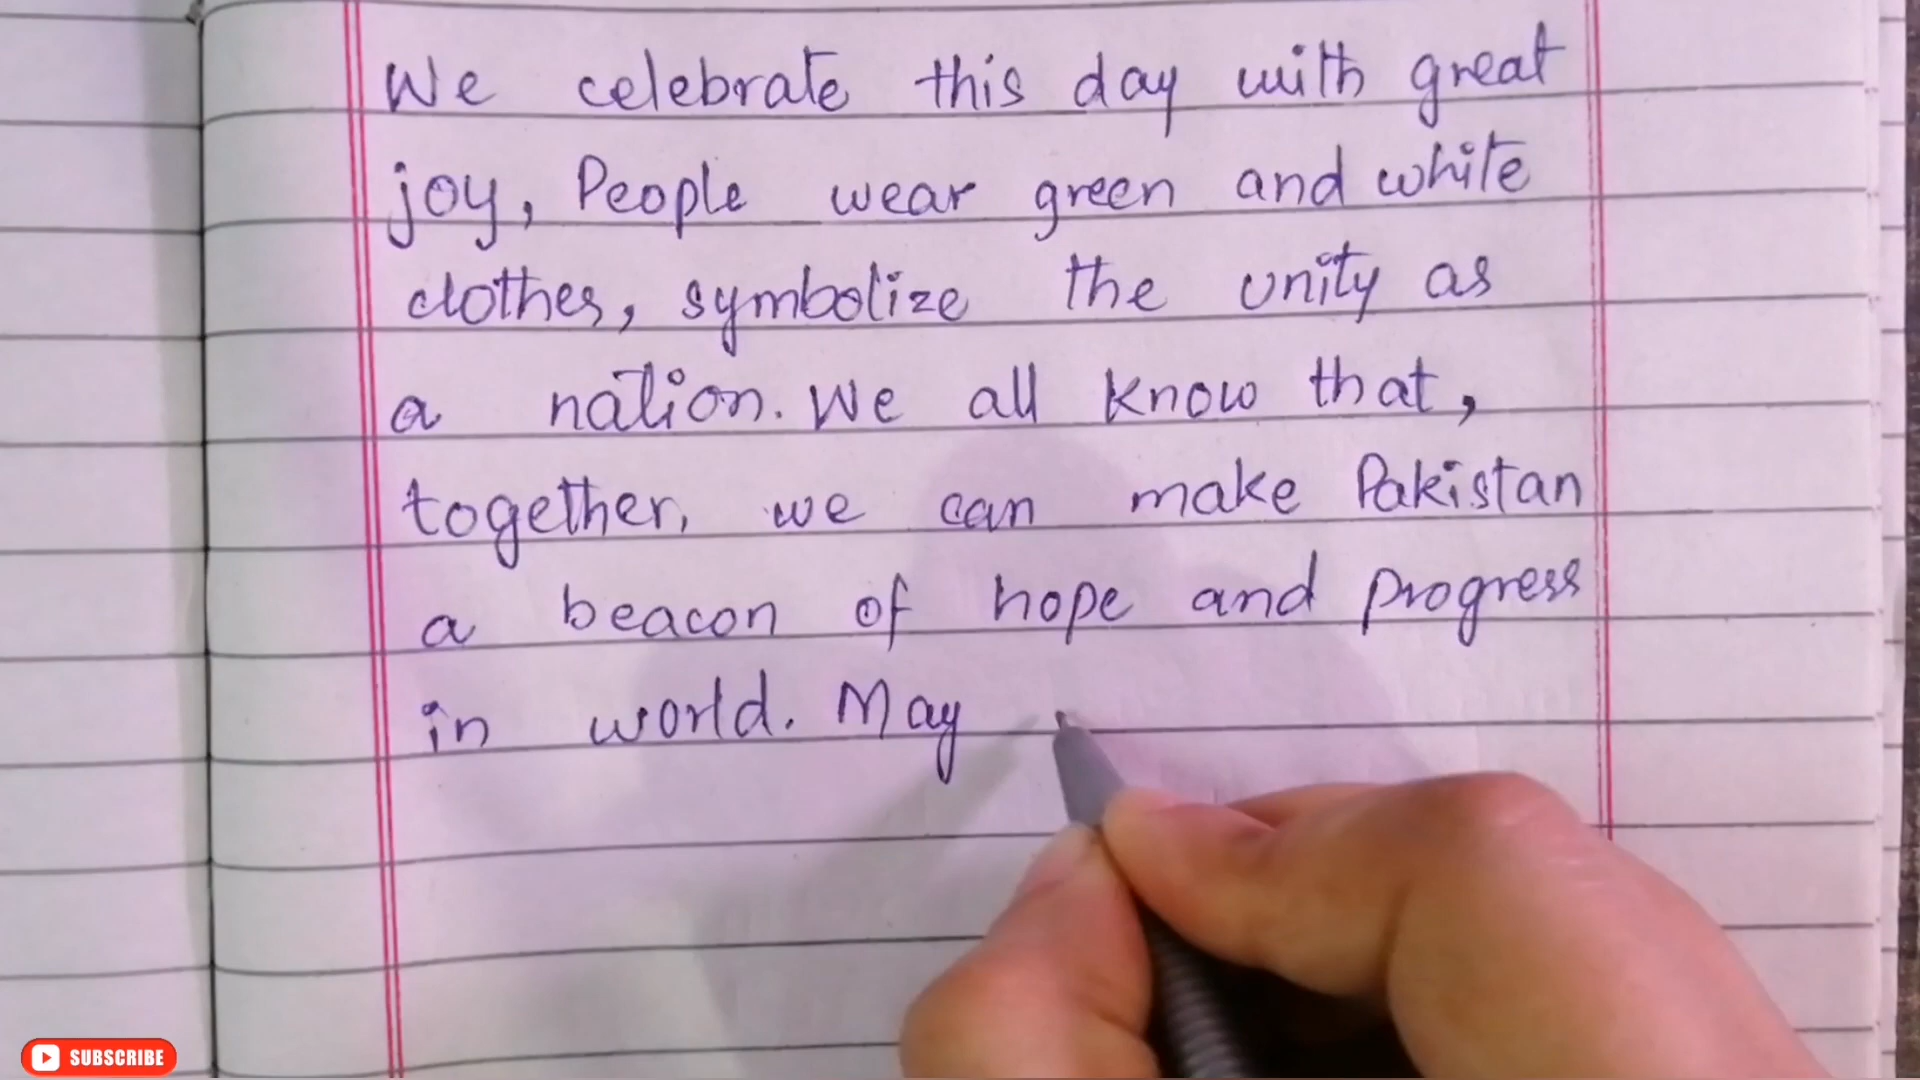 We celebrate this day with great
joy, People wear green and white
clothes, symbolize the unity as
a nation. We all know that,
together, we can make Pakistan
a beacon of hope and progress
in world. May
SUBSCRIBE